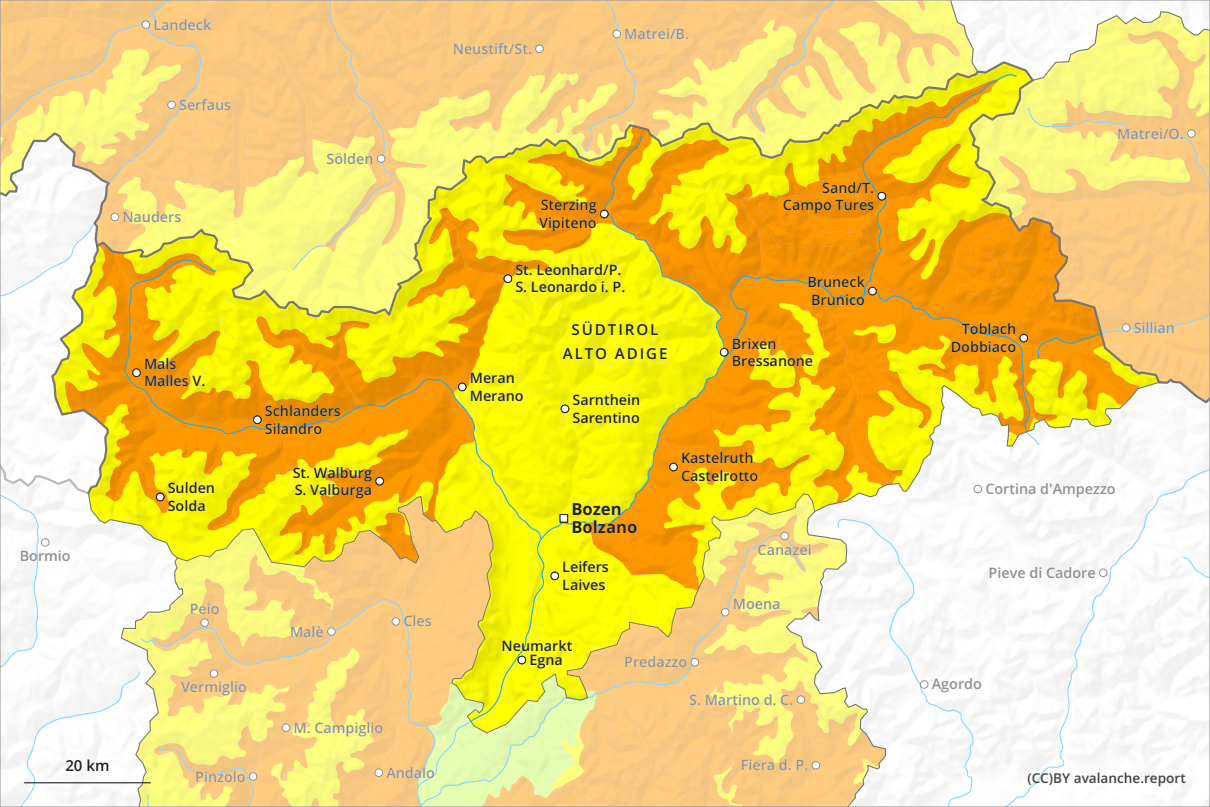 Landeck
Neustift/St.
Matrei/B.
Serfaus
Matrei/O.
Sölden
Nauders
Sand/T.
Campo Tures
Sterzing
Vipiteno
St. Leonhard/P.
S. Leonardo i. P.
Bruneck
Brunico
SÜDTIROL
ALTO ADIGE
Toblach
Dobbiaco
Sillian
Brixen
Bressanone
Mals
Malles V.
Meran
Merano
Sarnthein
Sarentino
Schlanders
Silandro
Kastelruth
Castelrotto
St. Walburg
S. Valburga
Sulden
Solda
Cortina d'Ampezzo
Bozen
Bolzano
Bormio
Canazei
Leifers
Laives
Pieve di Cadore
Peio
Malè
Cles
Moena
Neumarkt
Egna
Predazzo
Vermiglio
Agordo
S. Martino d. C.
M. Campiglio
20 km
Pinzolo
Andalo
Fiera d. P.
(CC)BY avalanche.report